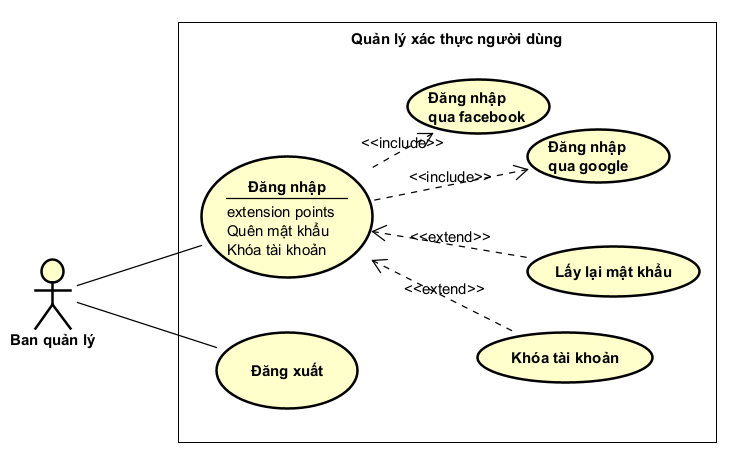 Quản lý xác thực người dùng
Đăng nhập
qua facebook
<<include>>
Đăng nhập
qua google
<<include>>
Đăng nhập
extension points
Quên mật khẩu
Khóa tài khoản
<<extend>>
Lấy lại mật khẩu
<<extend>>
Ban quản lý
Khóa tài khoản
Đăng xuất